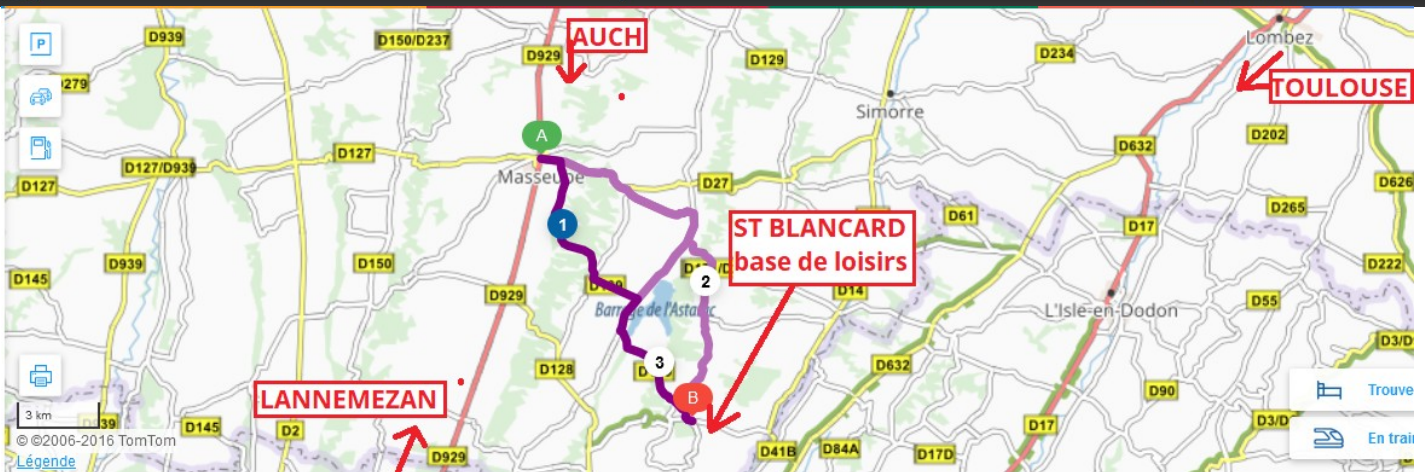 P
D939
D150/D237
D929
AUCH
D129
D234
Lombez
TOULOUSE
Simorre
D202
A
D632
D127/D939
D127
D127
Masseube
D27
D626
D265
D61
D17
1
ST BLANCARD
base de loisirs
D145
D939
D150
2
D222
D929
D14
Barrage de l'Astarac
L'Isle-en-Dodon
D55
D632
3
D128
B
D90
Trouve
LANNEMEZAN
3 km
D145
D2
D929
D41B
D84A
D17D
D17
D3/D
En train
© ©2006-2016 TomTom
Légende